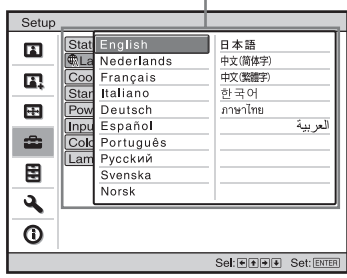 Setup
Stat
La
Coo
Star
Pow
Inpu
Colo
Lam
English
Nederlands
Français
Italiano
Deutsch
Español
Português
Русский
Svenska
Norsk
日本語
中文(简体字)
中文(繁體字)
한국어
ภาษาไทย
العربية
Sel: Set: ENTER